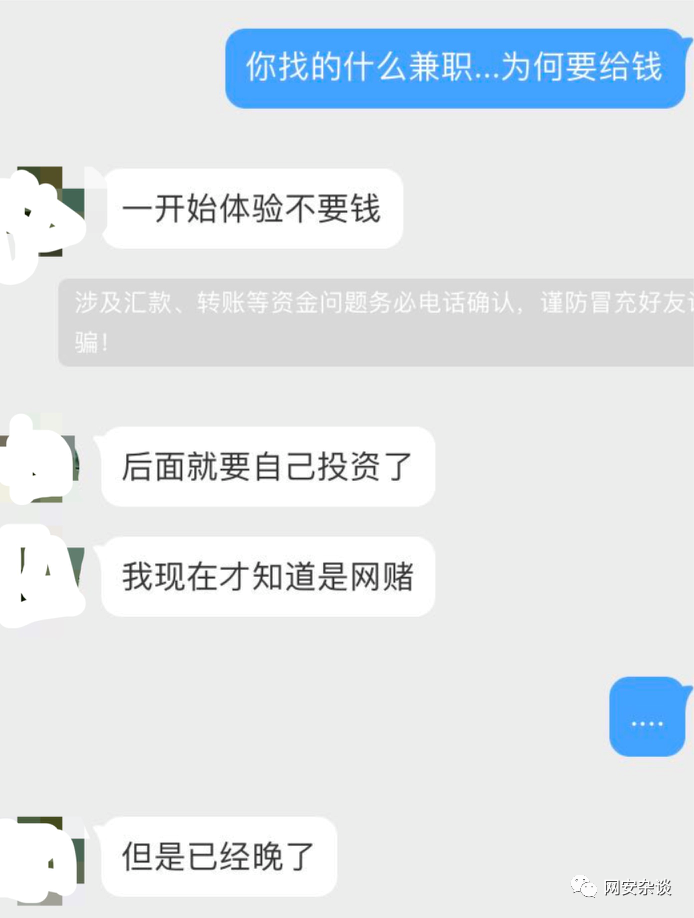 你找的什么兼职...为何要给钱
一开始体验不要钱
涉及汇款、转账等资金问题务必电话确认，谨防冒充好友
骗！
后面就要自己投资了
我现在才知道是网赌
....
但是已经晚了
网安杂谈